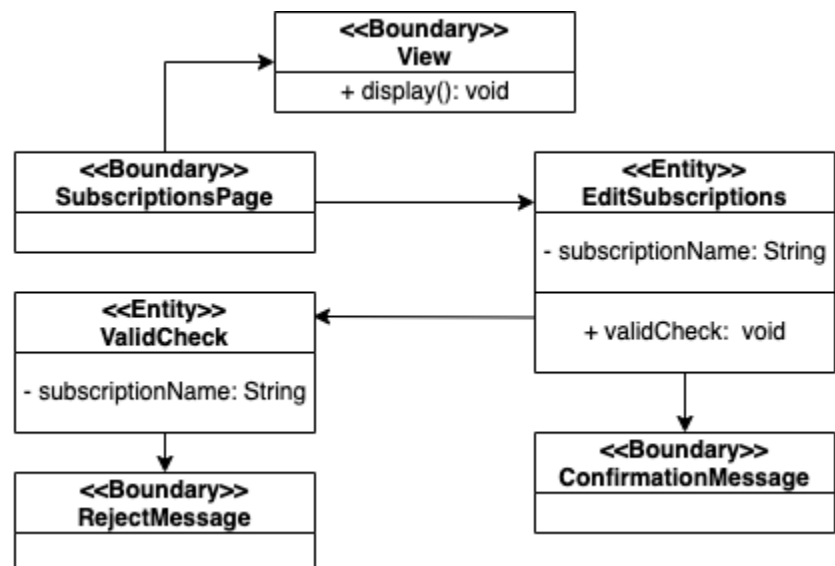 <<Boundary>>
View
+ display(): void
<<Boundary>>
SubscriptionsPage
<<Entity>>
EditSubscriptions
- subscriptionName: String
+ validCheck:  void
<<Entity>>
ValidCheck
- subscriptionName: String
<<Boundary>>
ConfirmationMessage
<<Boundary>>
RejectMessage